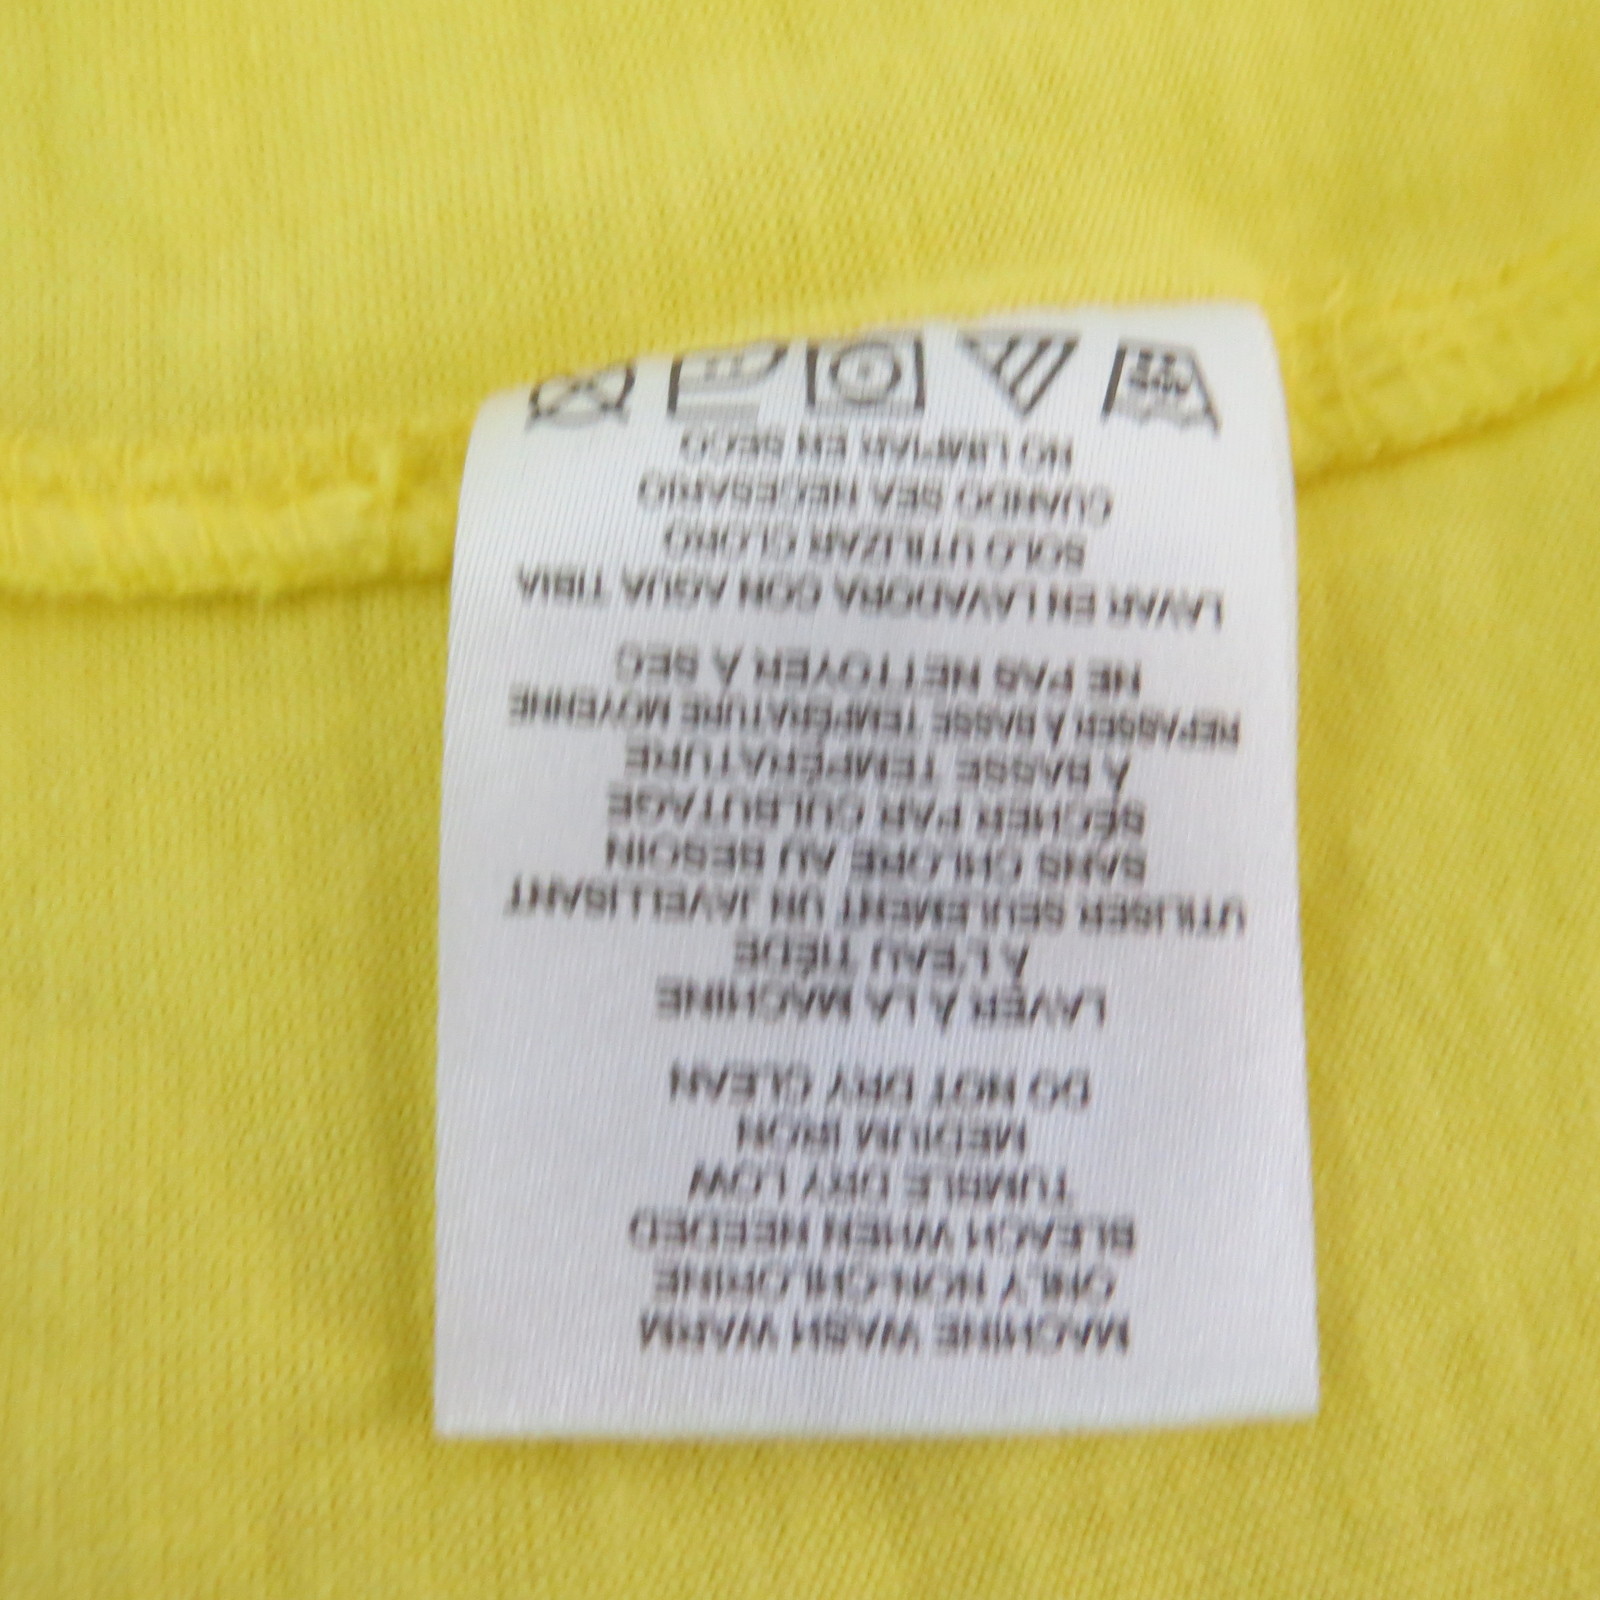 MACHINE WASH WARM
ONLY NON-CHLORINE
BLEACH WHEN NEEDED
TUMBLE DRY LOW
MEDIUM IRON
DO NOT DRY CLEAN
LAVER À LA MACHINE
À L'EAU TIÈDE
UTILISER SEULEMENT UN JAVELLISANT
SANS CHLORE AU BESOIN
SÉCHER PAR CULBUTAGE
À BASSE TEMPÉRATURE
REPASSER À BASSE TEMPÉRATURE MOYENNE
NE PAS NETTOYER À SEC
LAVAR EN LAVADORA CON AGUA TIBIA
SOLO UTILIZAR CLORO
CUANDO SEA NECESARIO
NO LIMPIAR EN SECO